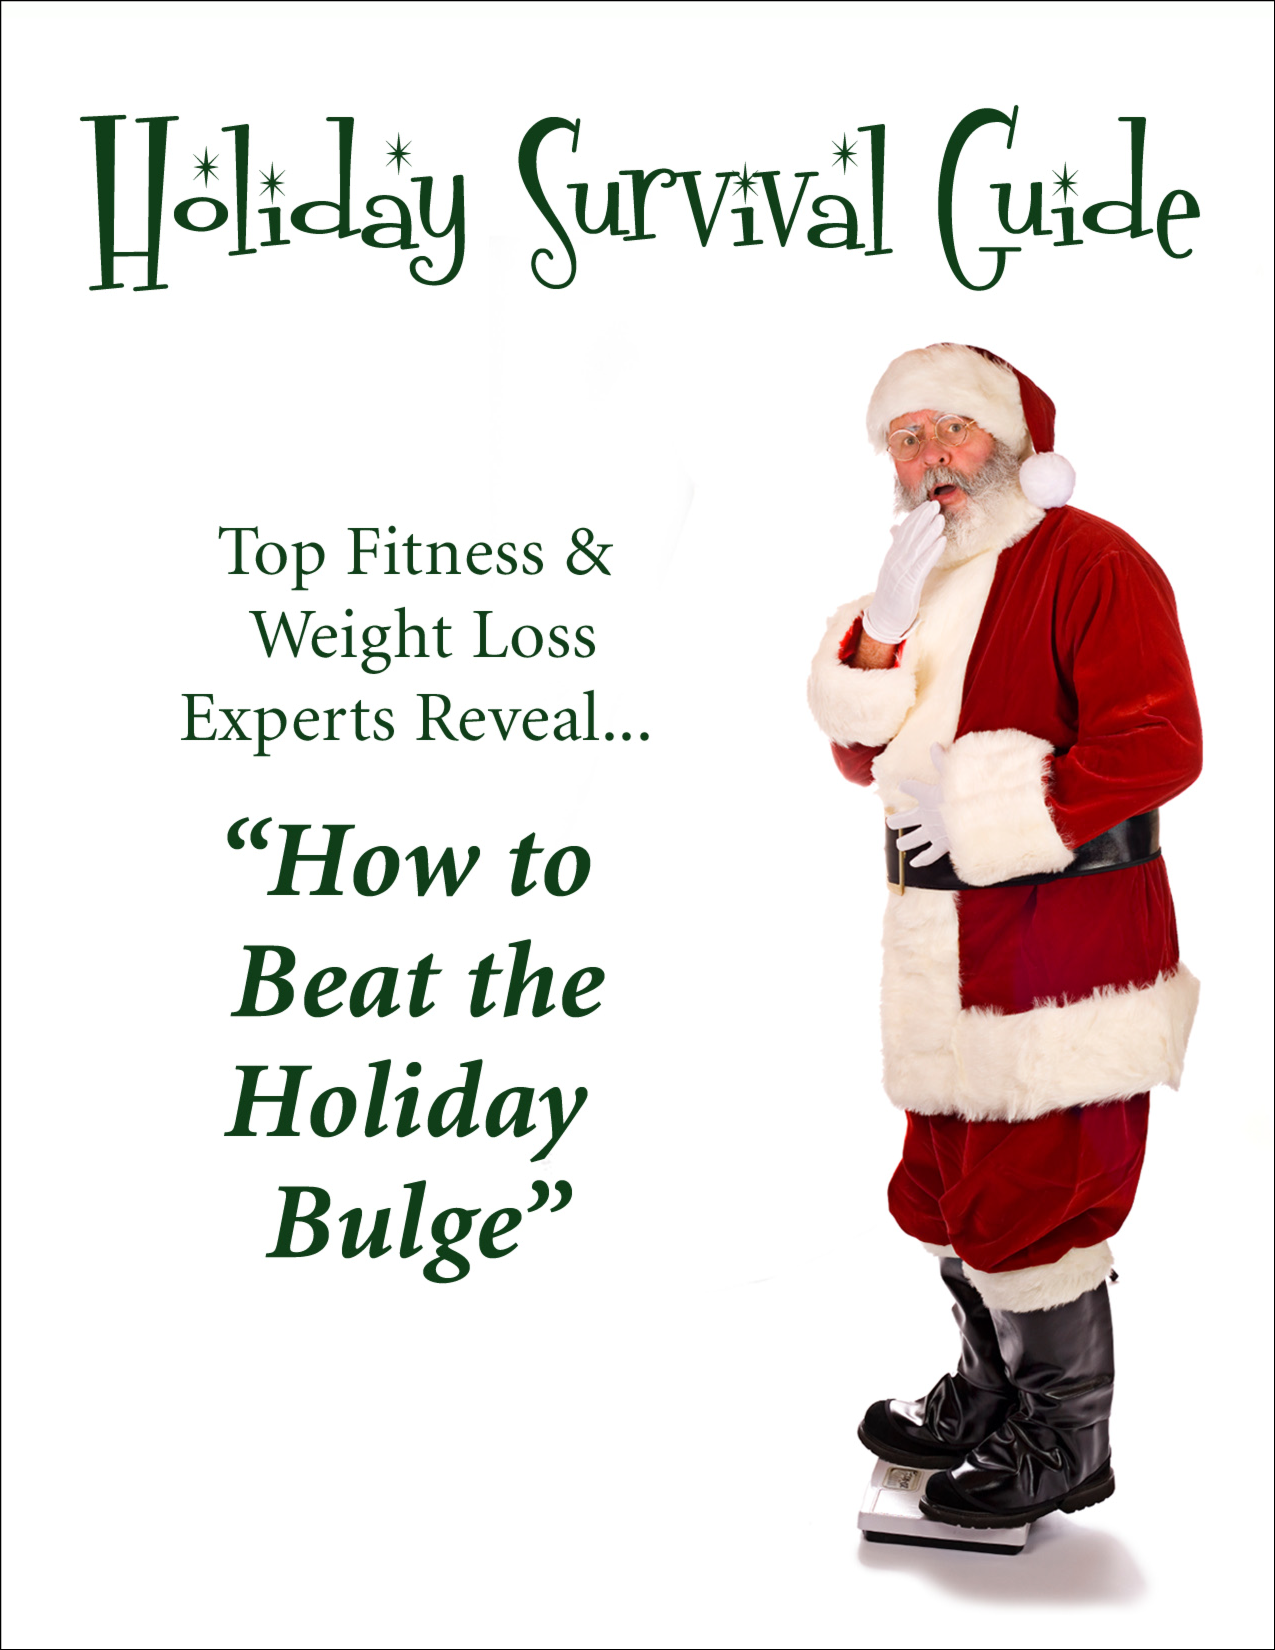 Holiday Survival Guide
Top Fitness &
Weight Loss
Experts Reveal...
“How to
Beat the
Holiday
Bulge”